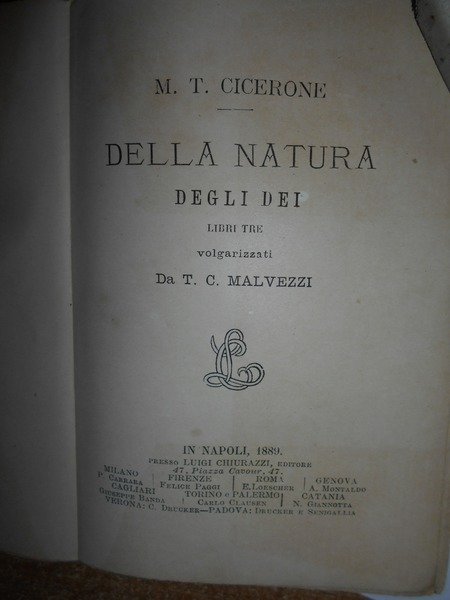 M. T. CICERONE
DELLA NATURA
DEGLI DEI
LIBRI TRE
volgarizzati
Da T. C. MALVEZZI
IN NAPOLI, 1889.
PRESSO LUIGI CHIURAZZI, EDITORE
47. Piazza Cavour. 47.
MILANO | FIRENZE | ROMA | GENOVA
P. CARRARA | FELICE PAGGI | E. LOESCHER | A. MONTALDO
CAGLIARI | TORINO e PALERMO | CATANIA
GIUSEPPE BANDA | CARLO CLAUSEN | N. GIANNOTTA
VERONA: C. DRUCKER—PADOVA: DRUCKER E SENIGALLIA